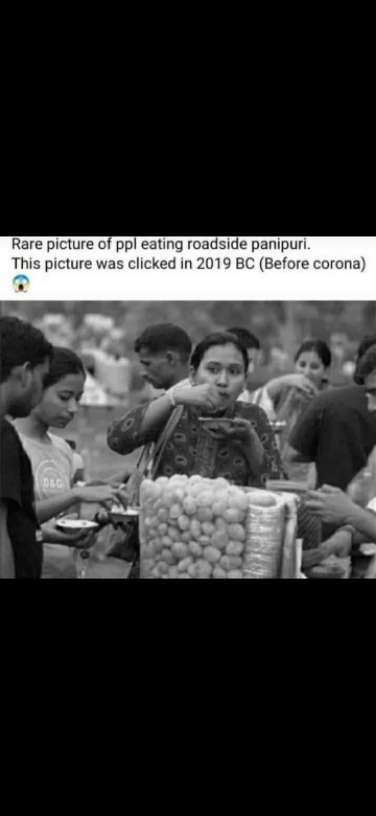 Rare picture of ppl eating roadside panipuri.
This picture was clicked in 2019 BC (Before corona)
😱
D&G